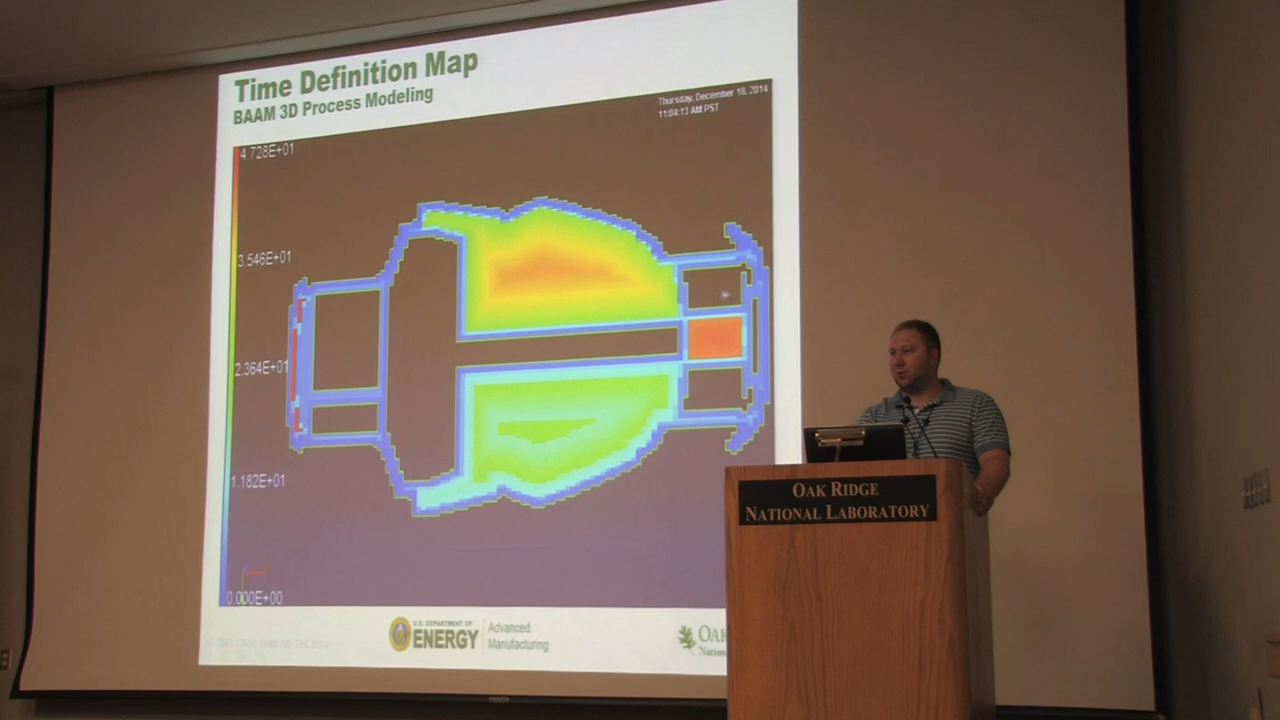 Time Definition Map
BAAM 3D Process Modeling
Thursday, December 18, 2014
11:04:13 AM PST
4.728E+01
3.546E+01
2.364E+01
1.182E+01
0.000E+00
U.S. DEPARTMENT OF
ENERGY
Advanced
Manufacturing
OAK
Nation
OAK RIDGE
NATIONAL LABORATORY